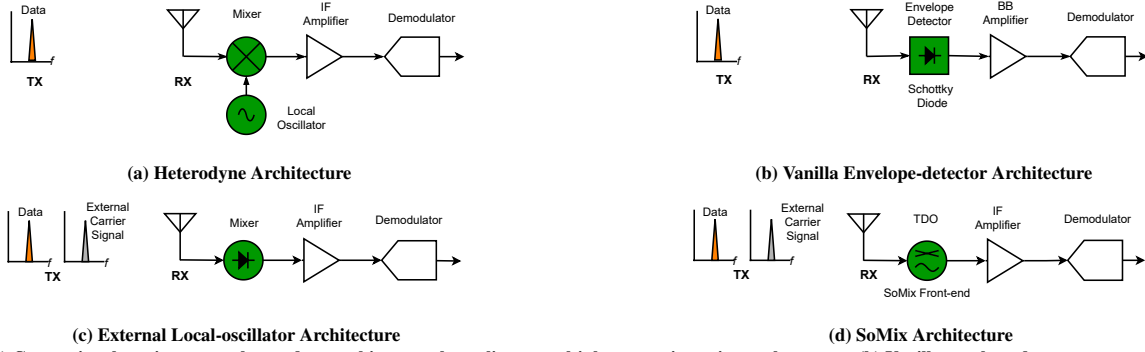 Data
f
TX
RX
Mixer
Local
Oscillator
IF
Amplifier
Demodulator
(a) Heterodyne Architecture
Data
f
TX
RX
Envelope
Detector
Schottky
Diode
BB
Amplifier
Demodulator
(b) Vanilla Envelope-detector Architecture
Data
f
External
Carrier
Signal
f
TX
RX
Mixer
IF
Amplifier
Demodulator
(c) External Local-oscillator Architecture
Data
f
External
Carrier
Signal
f
TX
RX
TDO
SoMix Front-end
IF
Amplifier
Demodulator
(d) SoMix Architecture